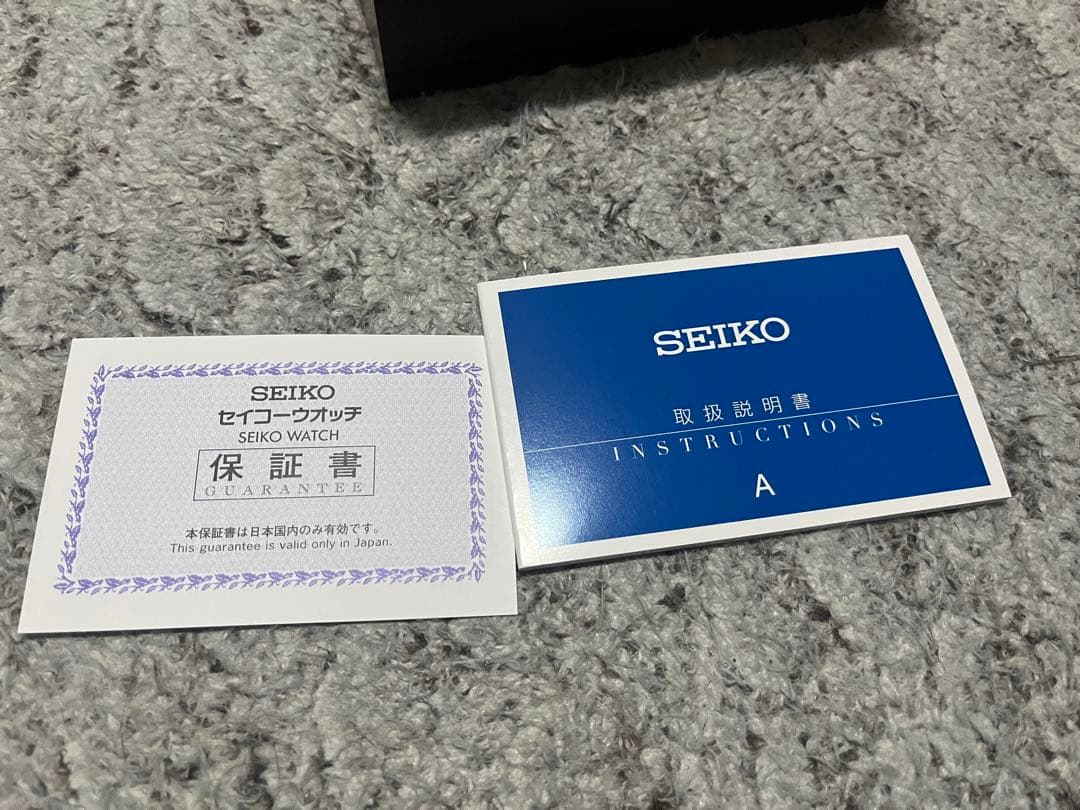 SEIKO
セイコーウオッチ
SEIKO WATCH
保証書
GUARANTEE
本保証書は日本国内のみ有効です。
This guarantee is valid only in Japan.
SEIKO
取扱説明書
INSTRUCTIONS
A